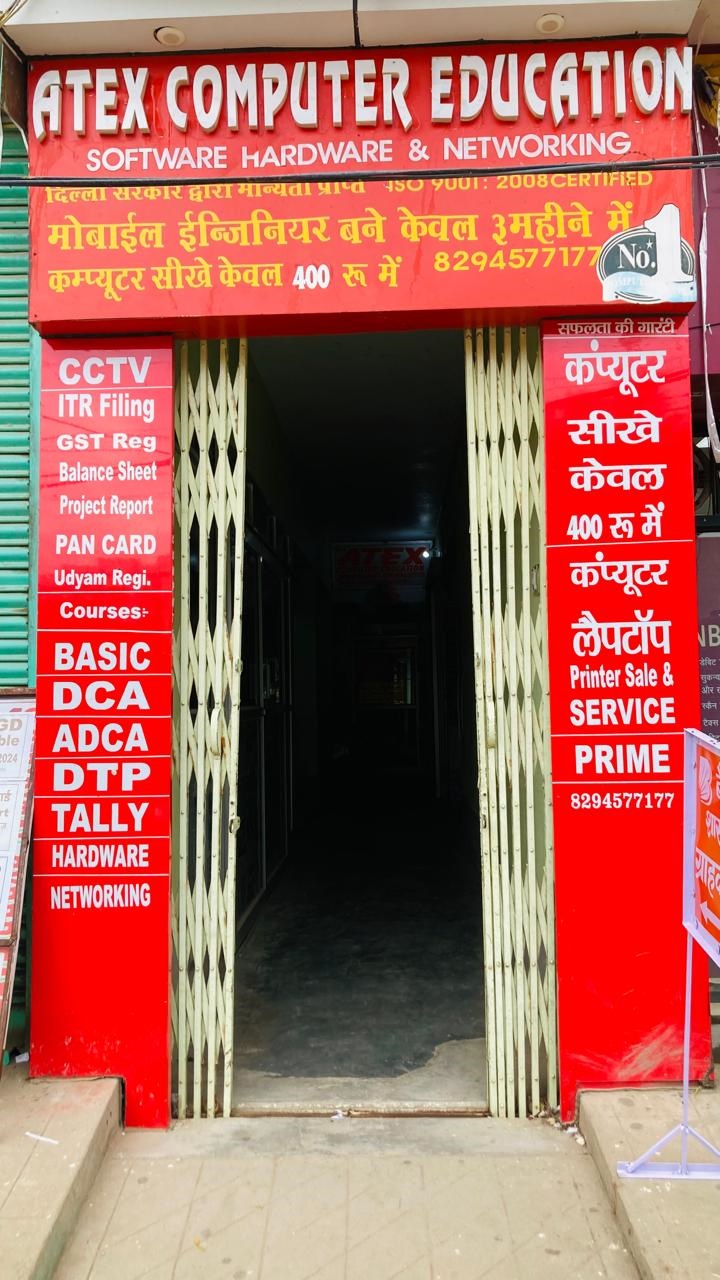 ATEX COMPUTER EDUCATION
SOFTWARE HARDWARE & NETWORKING
दिल्ली सरकार द्वारा मान्यता प्राप्त ISO 9001: 2008 CERTIFIED
मोबाईल ईन्जिनियर बने केवल ३महीने में
कम्प्यूटर सीखे केवल 400 रू में 8294577177
No.1
CCTV
ITR Filing
GST Reg
Balance Sheet
Project Report
PAN CARD
Udyam Regi.
Courses:-
BASIC
DCA
ADCA
DTP
TALLY
HARDWARE
NETWORKING
ATEX
सफलता की गारंटी
कंप्यूटर
सीखे
केवल
400 रू में
कंप्यूटर
लैपटॉप
Printer Sale &
SERVICE
PRIME
8294577177
2024